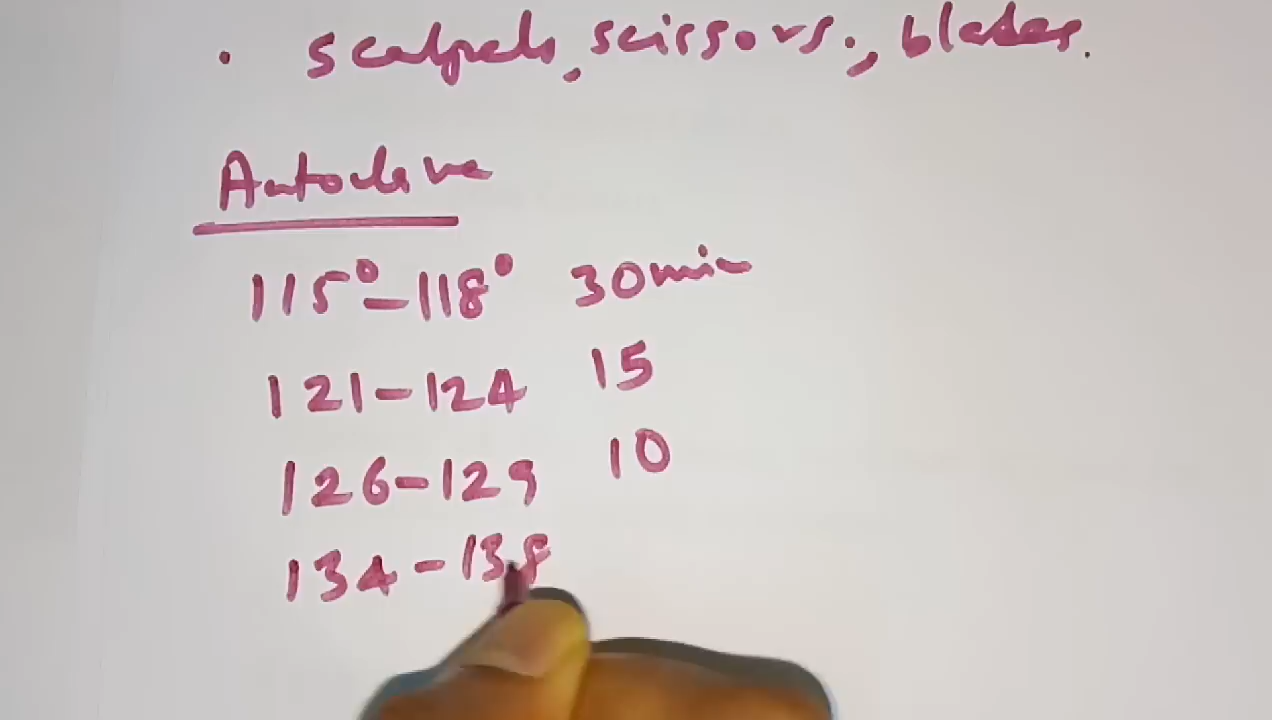 • scalpels, scissors., blades.
Autoclave
115° - 118° 30min
121 - 124 15
126 - 129 10
134 - 138